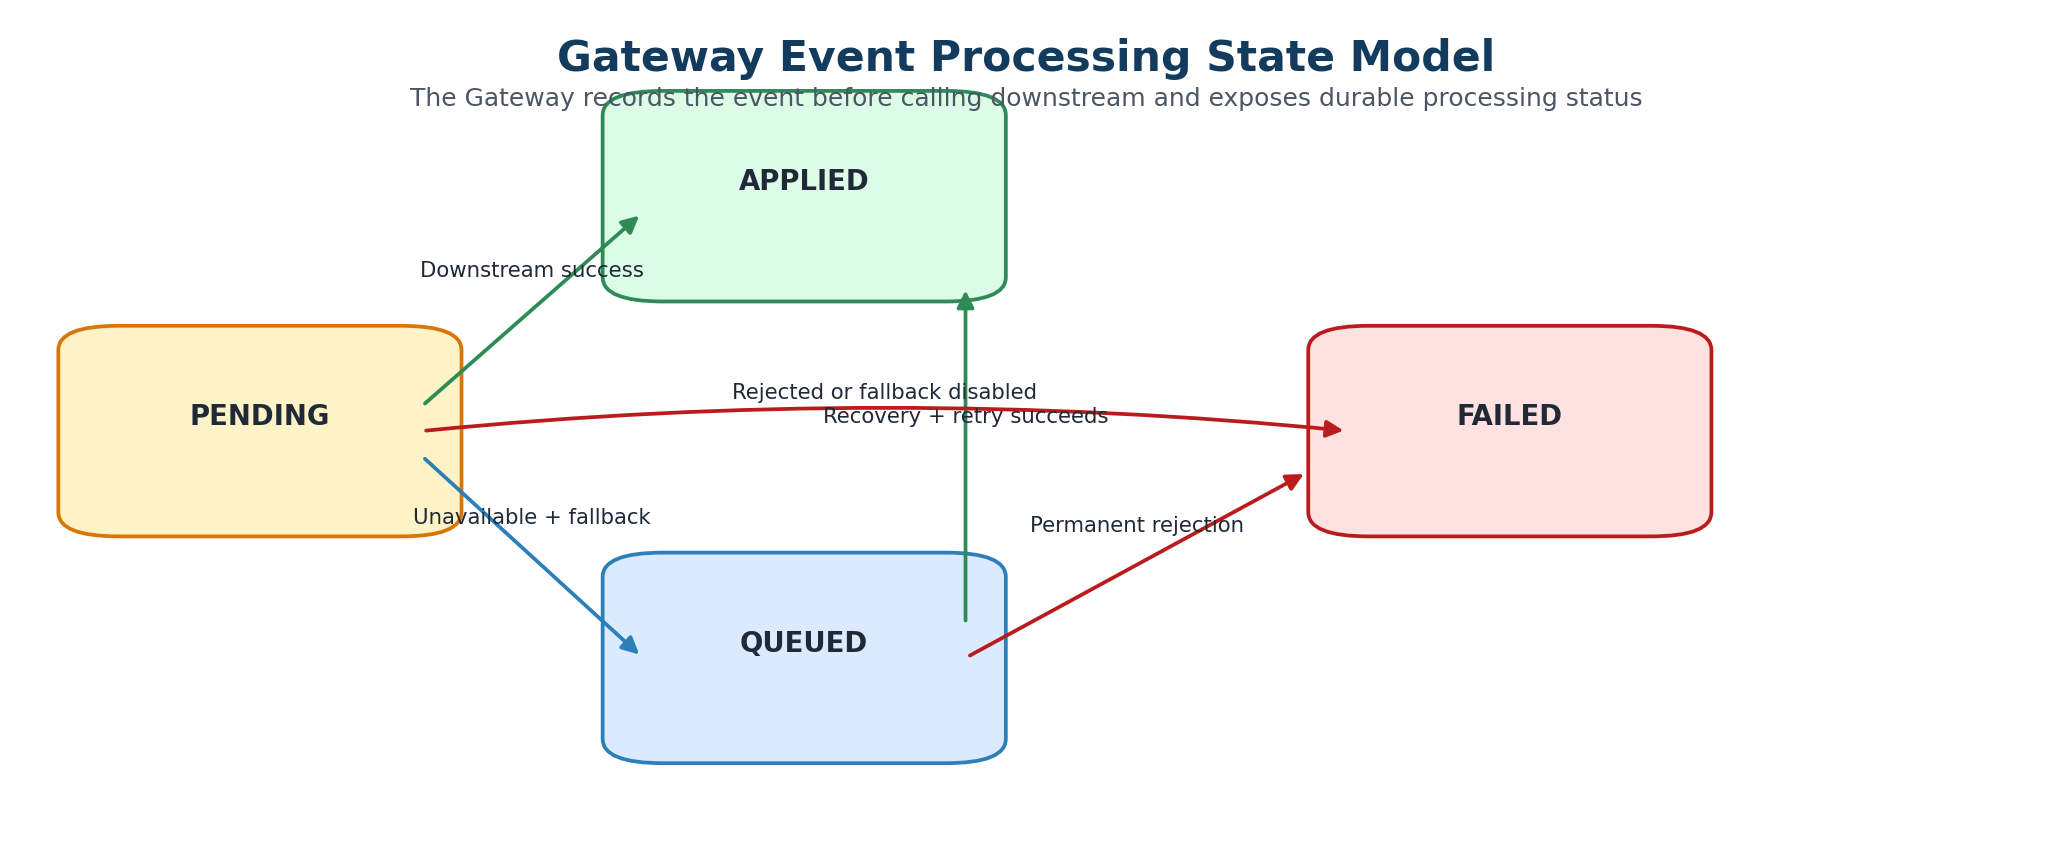 Gateway Event Processing State Model
The Gateway records the event before calling downstream and exposes durable processing status
APPLIED
Downstream success
Rejected or fallback disabled
Recovery + retry succeeds
PENDING
FAILED
Unavailable + fallback
Permanent rejection
QUEUED